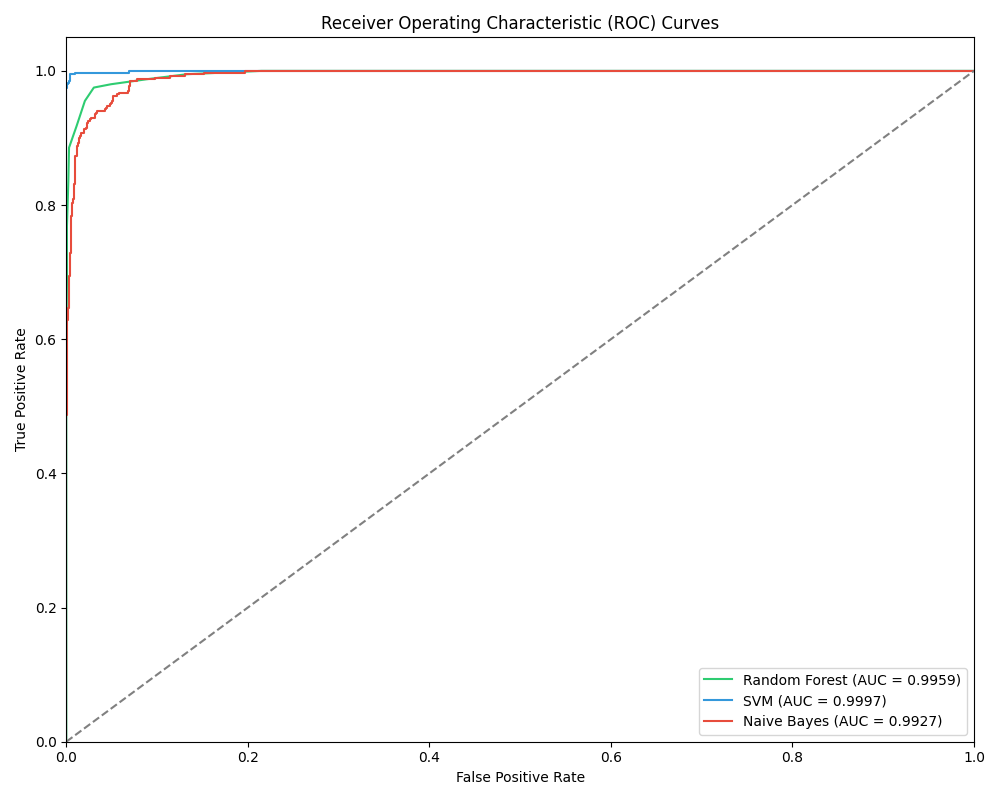 Receiver Operating Characteristic (ROC) Curves
True Positive Rate
1.0
0.8
0.6
0.4
0.2
0.0
0.0 0.2 0.4 0.6 0.8 1.0
False Positive Rate
Random Forest (AUC = 0.9959)
SVM (AUC = 0.9997)
Naive Bayes (AUC = 0.9927)